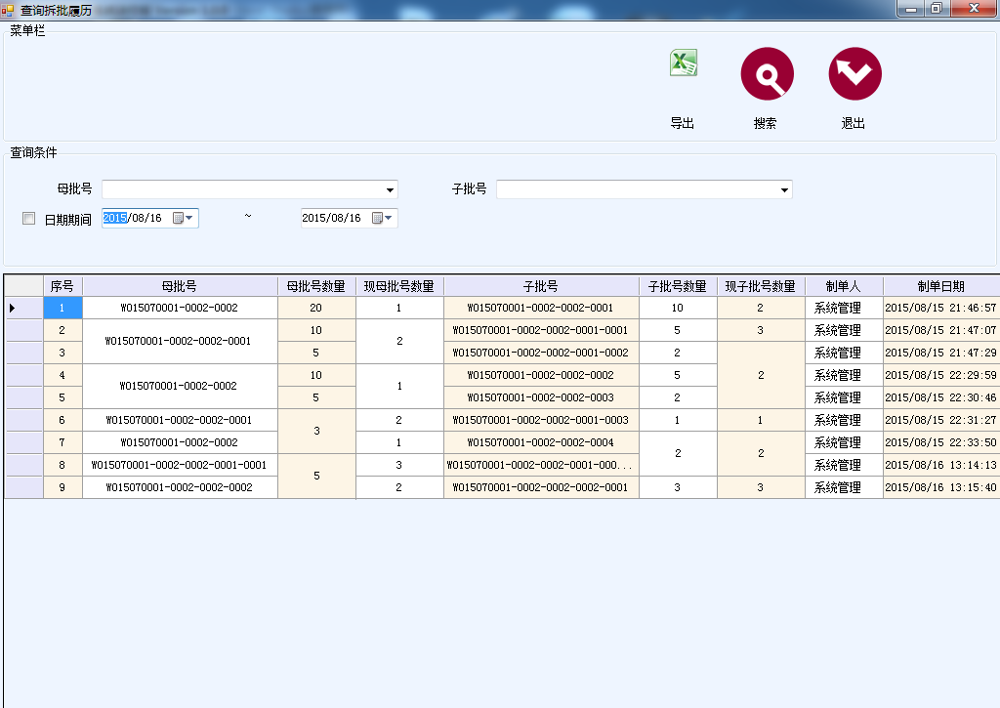 查询拆批履历
菜单栏
导出 搜索 退出
查询条件
母批号 子批号
日期期间 2015/08/16 ~ 2015/08/16
序号 母批号 母批号数量 现母批号数量 子批号 子批号数量 现子批号数量 制单人 制单日期
1 W015070001-0002-0002 20 1 W015070001-0002-0002-0001 10 2 系统管理 2015/08/15 21:46:57
2 W015070001-0002-0002-0001 10 2 W015070001-0002-0002-0001-0001 5 3 系统管理 2015/08/15 21:47:07
3 5 W015070001-0002-0002-0001-0002 2 2 系统管理 2015/08/15 21:47:29
4 W015070001-0002-0002 10 1 W015070001-0002-0002-0002 5 系统管理 2015/08/15 22:29:59
5 5 W015070001-0002-0002-0003 2 系统管理 2015/08/15 22:30:46
6 W015070001-0002-0002-0001 3 2 W015070001-0002-0002-0001-0003 1 1 系统管理 2015/08/15 22:31:27
7 W015070001-0002-0002 1 W015070001-0002-0002-0004 2 2 系统管理 2015/08/15 22:33:50
8 W015070001-0002-0002-0001-0001 5 3 W015070001-0002-0002-0001-000... 系统管理 2015/08/16 13:14:13
9 W015070001-0002-0002-0002 2 W015070001-0002-0002-0002-0001 3 3 系统管理 2015/08/16 13:15:40